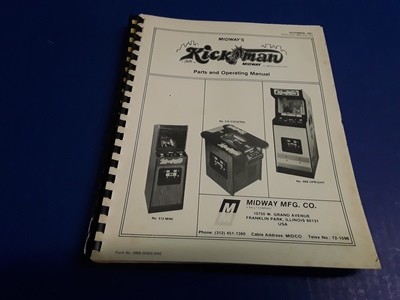 MIDWAY'S
Kick-man
MIDWAY
Parts and Operating Manual
MIDWAY MFG. CO.
10750 W. GRAND AVENUE
FRANKLIN PARK, ILLINOIS 60131
USA
Phone: (312) 451-1360 Cable Address: MIDCO Telex No.: 72-1596